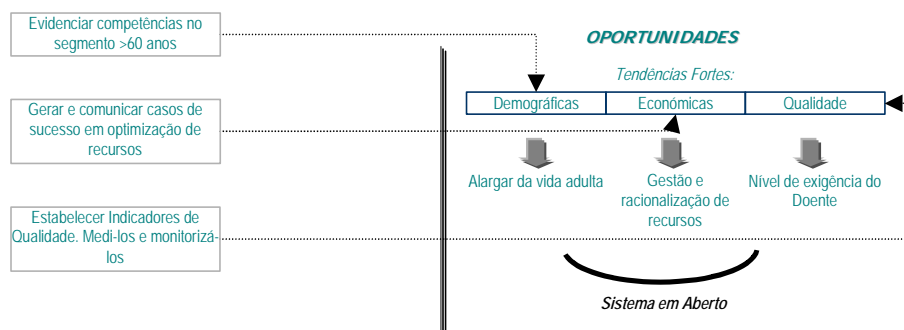 Evidenciar competências no
segmento >60 anos
Gerar e comunicar casos de
sucesso em optimização de
recursos
Estabelecer Indicadores de
Qualidade. Medi-los e monitorizá-
los
OPORTUNIDADES
Tendências Fortes:
Demográficas
Económicas
Qualidade
Alargar da vida adulta
Gestão e
racionalização de
recursos
Nível de exigência do
Doente
Sistema em Aberto